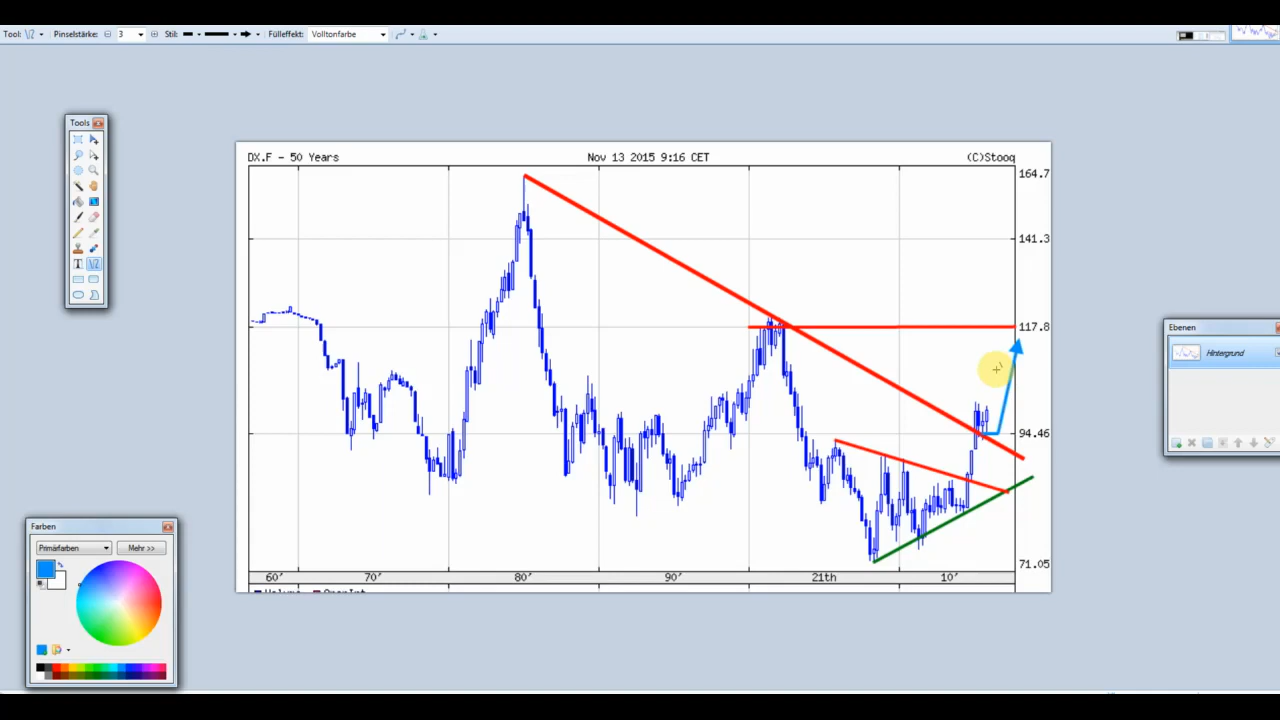 Tool: Pinselstärke: 3 Stil: Fülleffekt: Volltonfarbe
Tools
DX.F - 50 Years Nov 13 2015 9:16 CET (C)Stooq
164.7
141.3
117.8
94.46
71.05
60' 70' 80' 90' 21th 10'
Ebenen
Hintergrund
Farben
Primärfarben Mehr >>